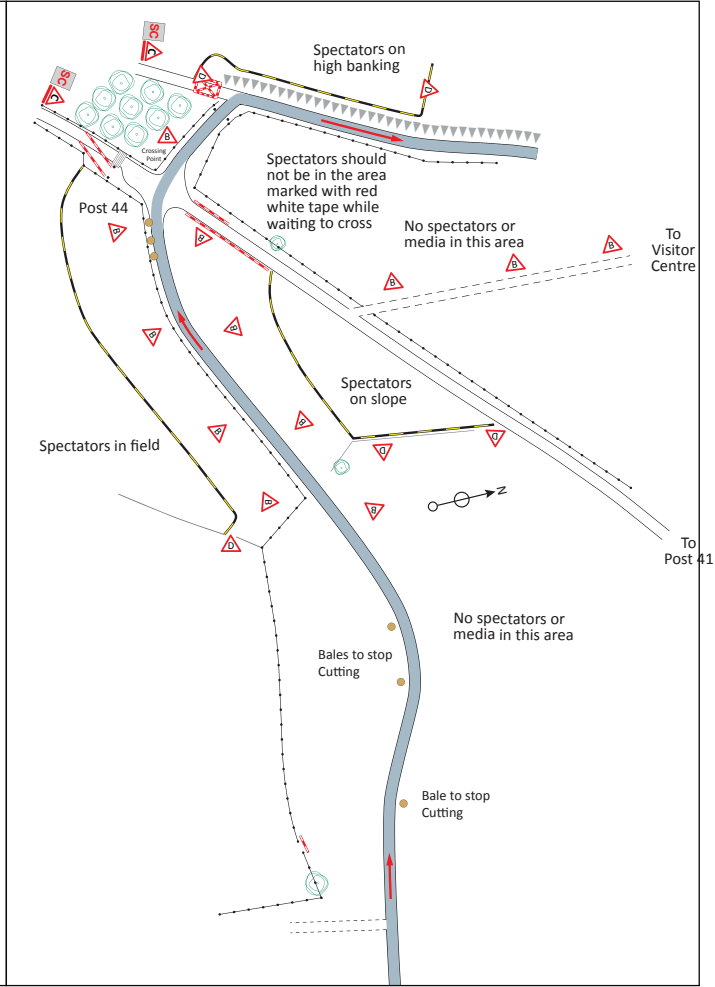 SC
C
SC
C
D
Spectators on
high banking
D
B
Crossing
Point
Spectators should
not be in the area
marked with red
white tape while
waiting to cross
Post 44
B
B
No spectators or
media in this area
B
B
B
To
Visitor
Centre
B
B
Spectators
on slope
B
B
D
D
Spectators in field
B
B
D
N
To
Post 41
No spectators or
media in this area
Bales to stop
Cutting
Bale to stop
Cutting